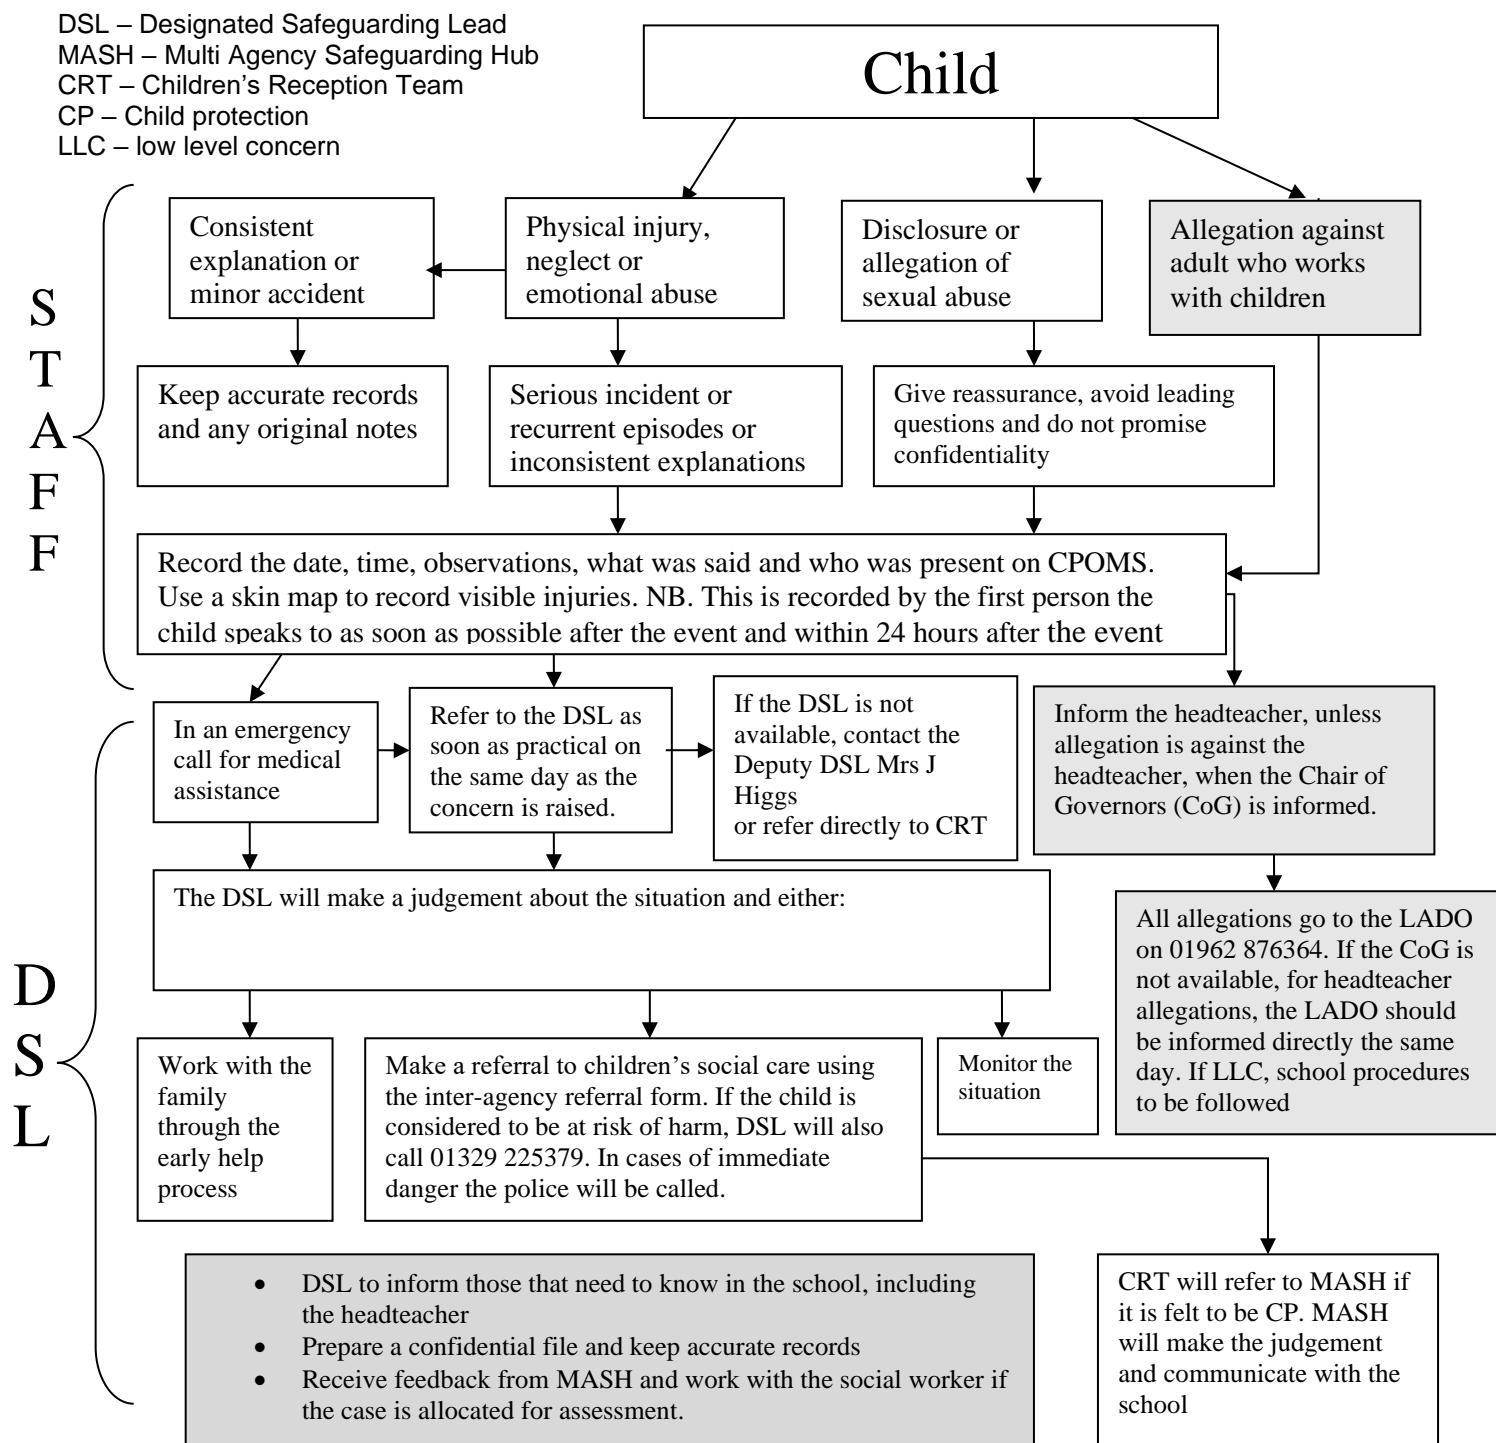 DSL – Designated Safeguarding Lead
MASH – Multi Agency Safeguarding Hub
CRT – Children's Reception Team
CP – Child protection
LLC – low level concern
Child
S
T
A
F
F
Consistent
explanation or
minor accident
Physical injury,
neglect or
emotional abuse
Disclosure or
allegation of
sexual abuse
Allegation against
adult who works
with children
Keep accurate records
and any original notes
Serious incident or
recurrent episodes or
inconsistent explanations
Give reassurance, avoid leading
questions and do not promise
confidentiality
Record the date, time, observations, what was said and who was present on CPOMS.
Use a skin map to record visible injuries. NB. This is recorded by the first person the
child speaks to as soon as possible after the event and within 24 hours after the event
D
S
L
In an emergency
call for medical
assistance
Refer to the DSL as
soon as practical on
the same day as the
concern is raised.
If the DSL is not
available, contact the
Deputy DSL Mrs J
Higgs
or refer directly to CRT
Inform the headteacher, unless
allegation is against the
headteacher, when the Chair of
Governors (CoG) is informed.
The DSL will make a judgement about the situation and either:
All allegations go to the LADO
on 01962 876364. If the CoG is
not available, for headteacher
allegations, the LADO should
be informed directly the same
day. If LLC, school procedures
to be followed
Work with the
family
through the
early help
process
Make a referral to children's social care using
the inter-agency referral form. If the child is
considered to be at risk of harm, DSL will also
call 01329 225379. In cases of immediate
danger the police will be called.
Monitor the
situation
• DSL to inform those that need to know in the school, including
the headteacher
• Prepare a confidential file and keep accurate records
• Receive feedback from MASH and work with the social worker if
the case is allocated for assessment.
CRT will refer to MASH if
it is felt to be CP. MASH
will make the judgement
and communicate with the
school